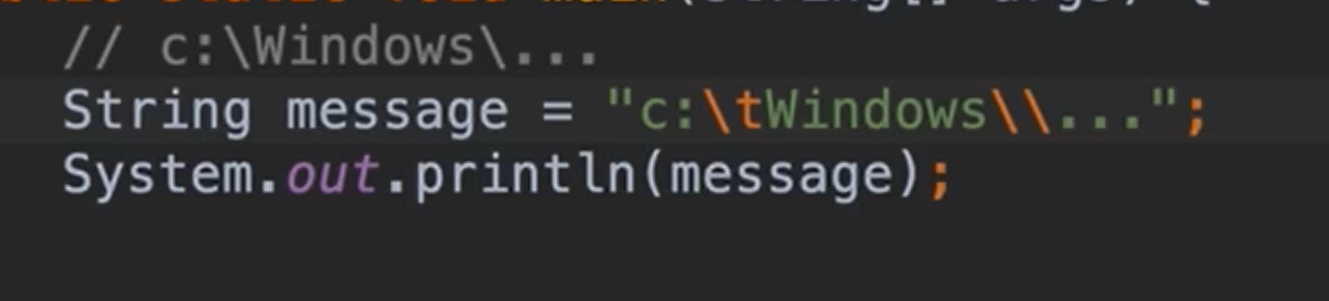 // c:\Windows\...
String message = "c:\tWindows\\...";
System.out.println(message);